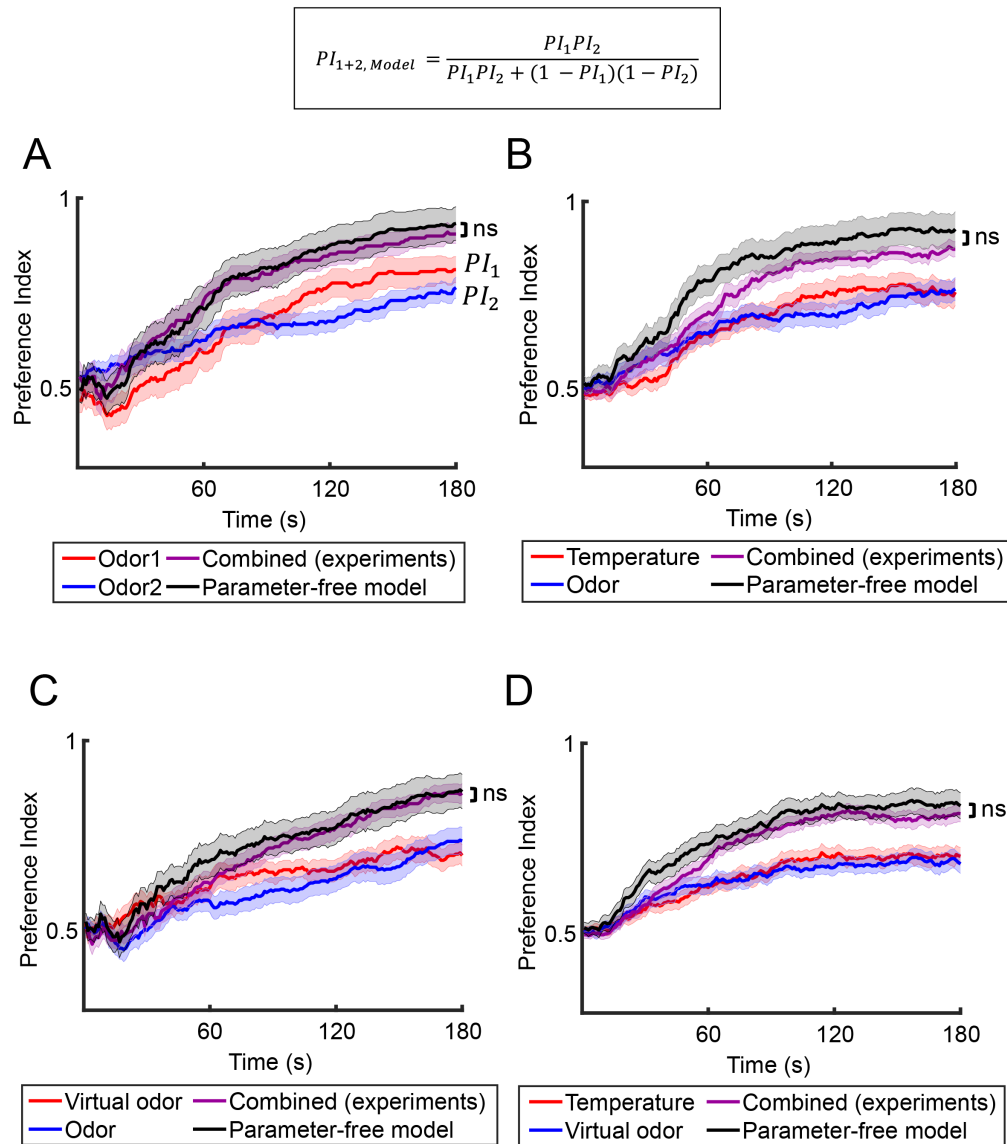 PI₁₊₂, Model = PI₁PI₂ / PI₁PI₂ + (1 − PI₁)(1 − PI₂)
A
1
0.5
Preference Index
ns
PI₁
PI₂
60 120 180
Time (s)
Odor1 Combined (experiments)
Odor2 Parameter-free model
B
1
0.5
Preference Index
ns
60 120 180
Time (s)
Temperature Combined (experiments)
Odor Parameter-free model
C
1
0.5
Preference Index
ns
60 120 180
Time (s)
Virtual odor Combined (experiments)
Odor Parameter-free model
D
1
0.5
Preference Index
ns
60 120 180
Time (s)
Temperature Combined (experiments)
Virtual odor Parameter-free model